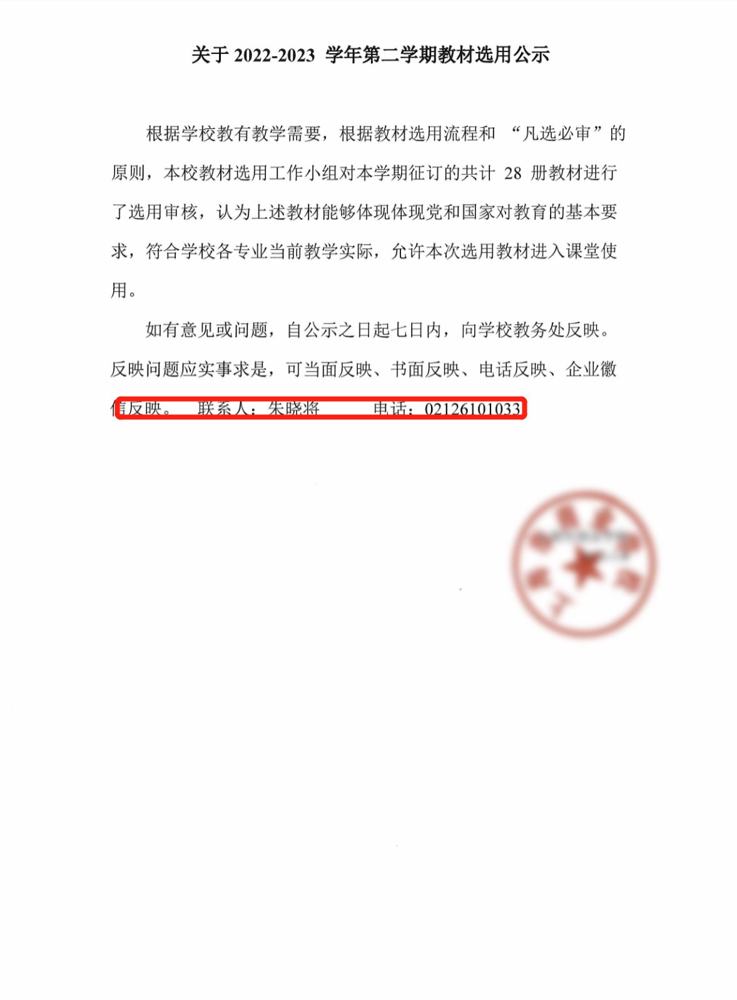 关于 2022-2023 学年第二学期教材选用公示
根据学校教有教学需要，根据教材选用流程和 “凡选必审”的
原则，本校教材选用工作小组对本学期征订的共计 28 册教材进行
了选用审核，认为上述教材能够体现体现党和国家对教育的基本要
求，符合学校各专业当前教学实际，允许本次选用教材进入课堂使
用。
如有意见或问题，自公示之日起七日内，向学校教务处反映。
反映问题应实事求是，可当面反映、书面反映、电话反映、企业徽
信反映。 联系人：朱晓将 电话：02126101033